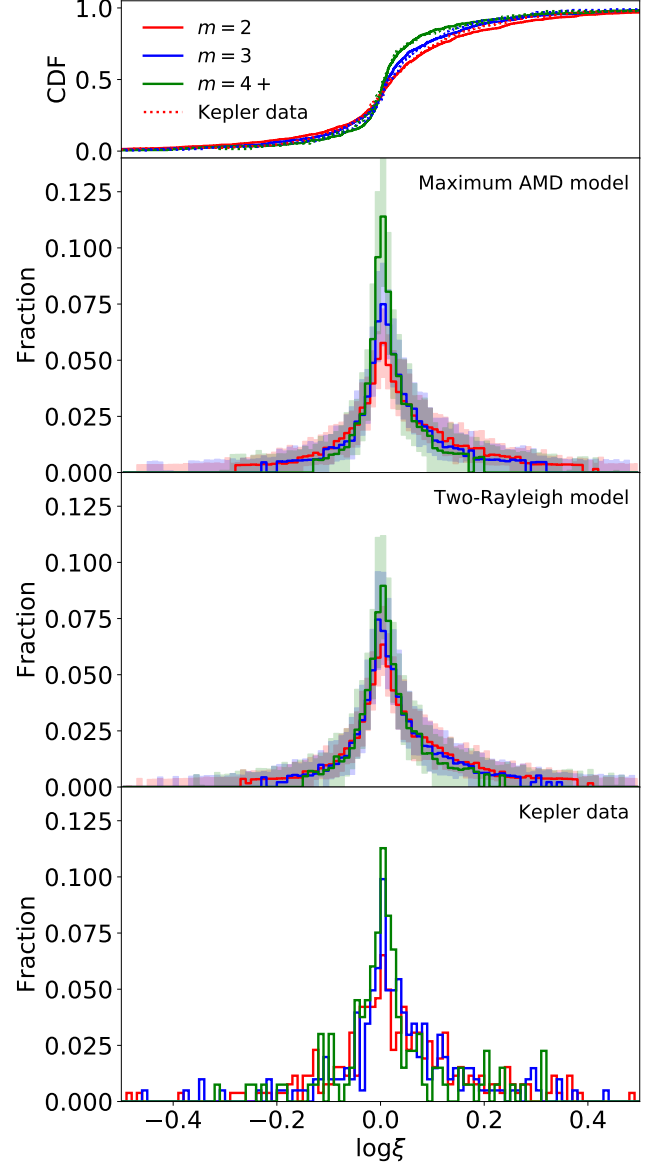 1.0
0.5
0.0
CDF
m = 2
m = 3
m = 4 +
Kepler data
Maximum AMD model
0.125
0.100
0.075
0.050
0.025
0.000
Fraction
Two-Rayleigh model
0.125
0.100
0.075
0.050
0.025
0.000
Fraction
Kepler data
0.125
0.100
0.075
0.050
0.025
0.000
Fraction
−0.4 −0.2 0.0 0.2 0.4
logξ